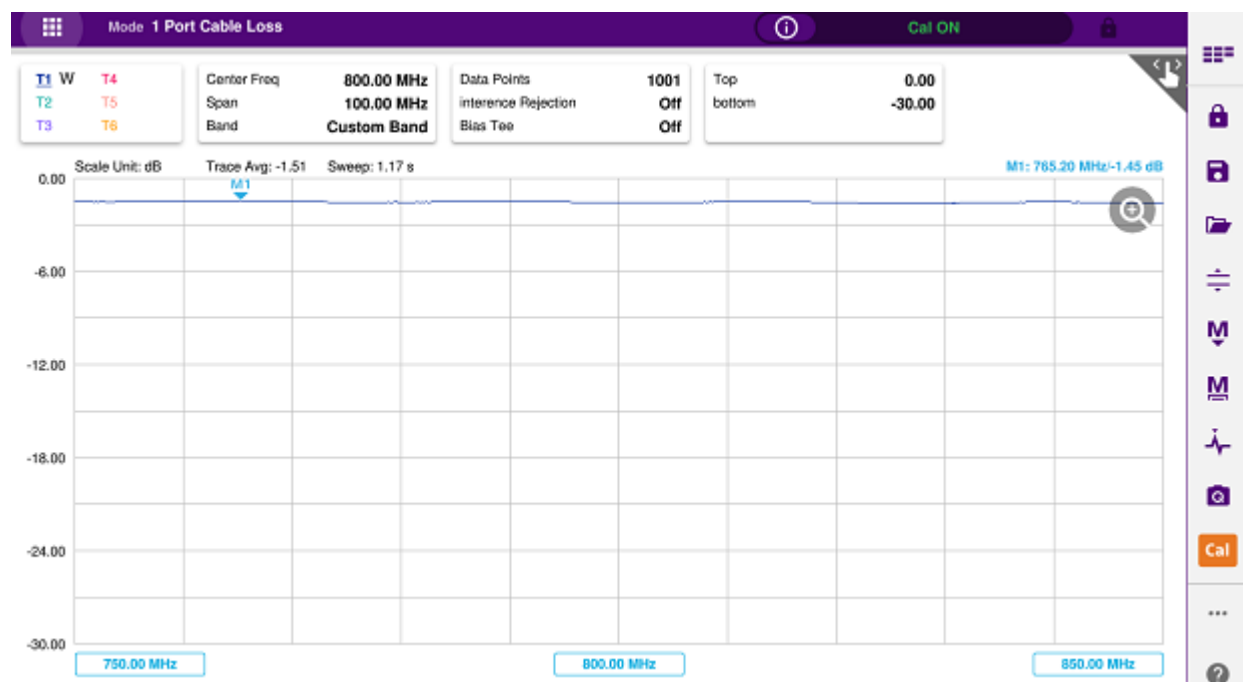 Mode 1 Port Cable Loss
Cal ON
T1 W T4
T2 T5
T3 T6
Center Freq 800.00 MHz
Span 100.00 MHz
Band Custom Band
Data Points 1001
interence Rejection Off
Bias Tee Off
Top 0.00
bottom -30.00
Scale Unit: dB Trace Avg: -1.51 Sweep: 1.17 s M1: 765.20 MHz/-1.45 dB
0.00
M1
-6.00
-12.00
M
M
-18.00
-24.00
Cal
-30.00
750.00 MHz 800.00 MHz 850.00 MHz